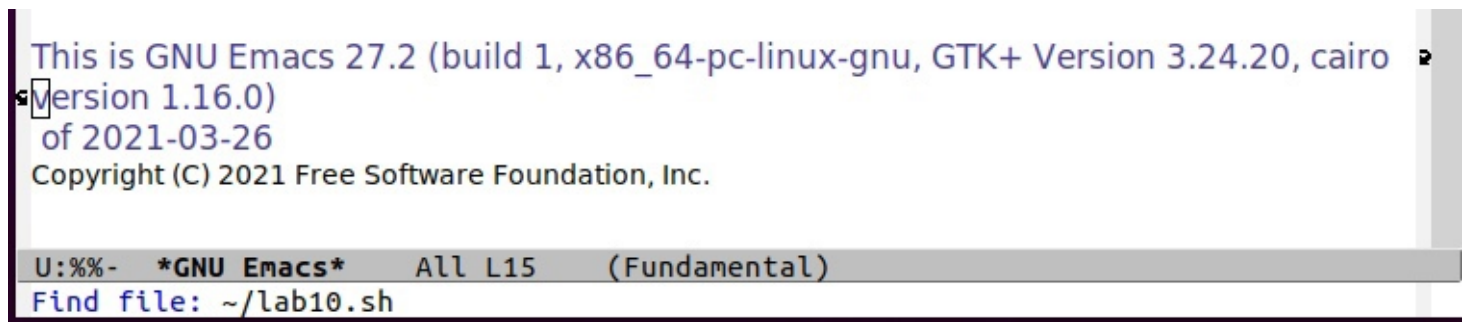 This is GNU Emacs 27.2 (build 1, x86_64-pc-linux-gnu, GTK+ Version 3.24.20, cairo
version 1.16.0)
of 2021-03-26
Copyright (C) 2021 Free Software Foundation, Inc.
U:%%-  *GNU Emacs*    All L15    (Fundamental)
Find file: ~/lab10.sh